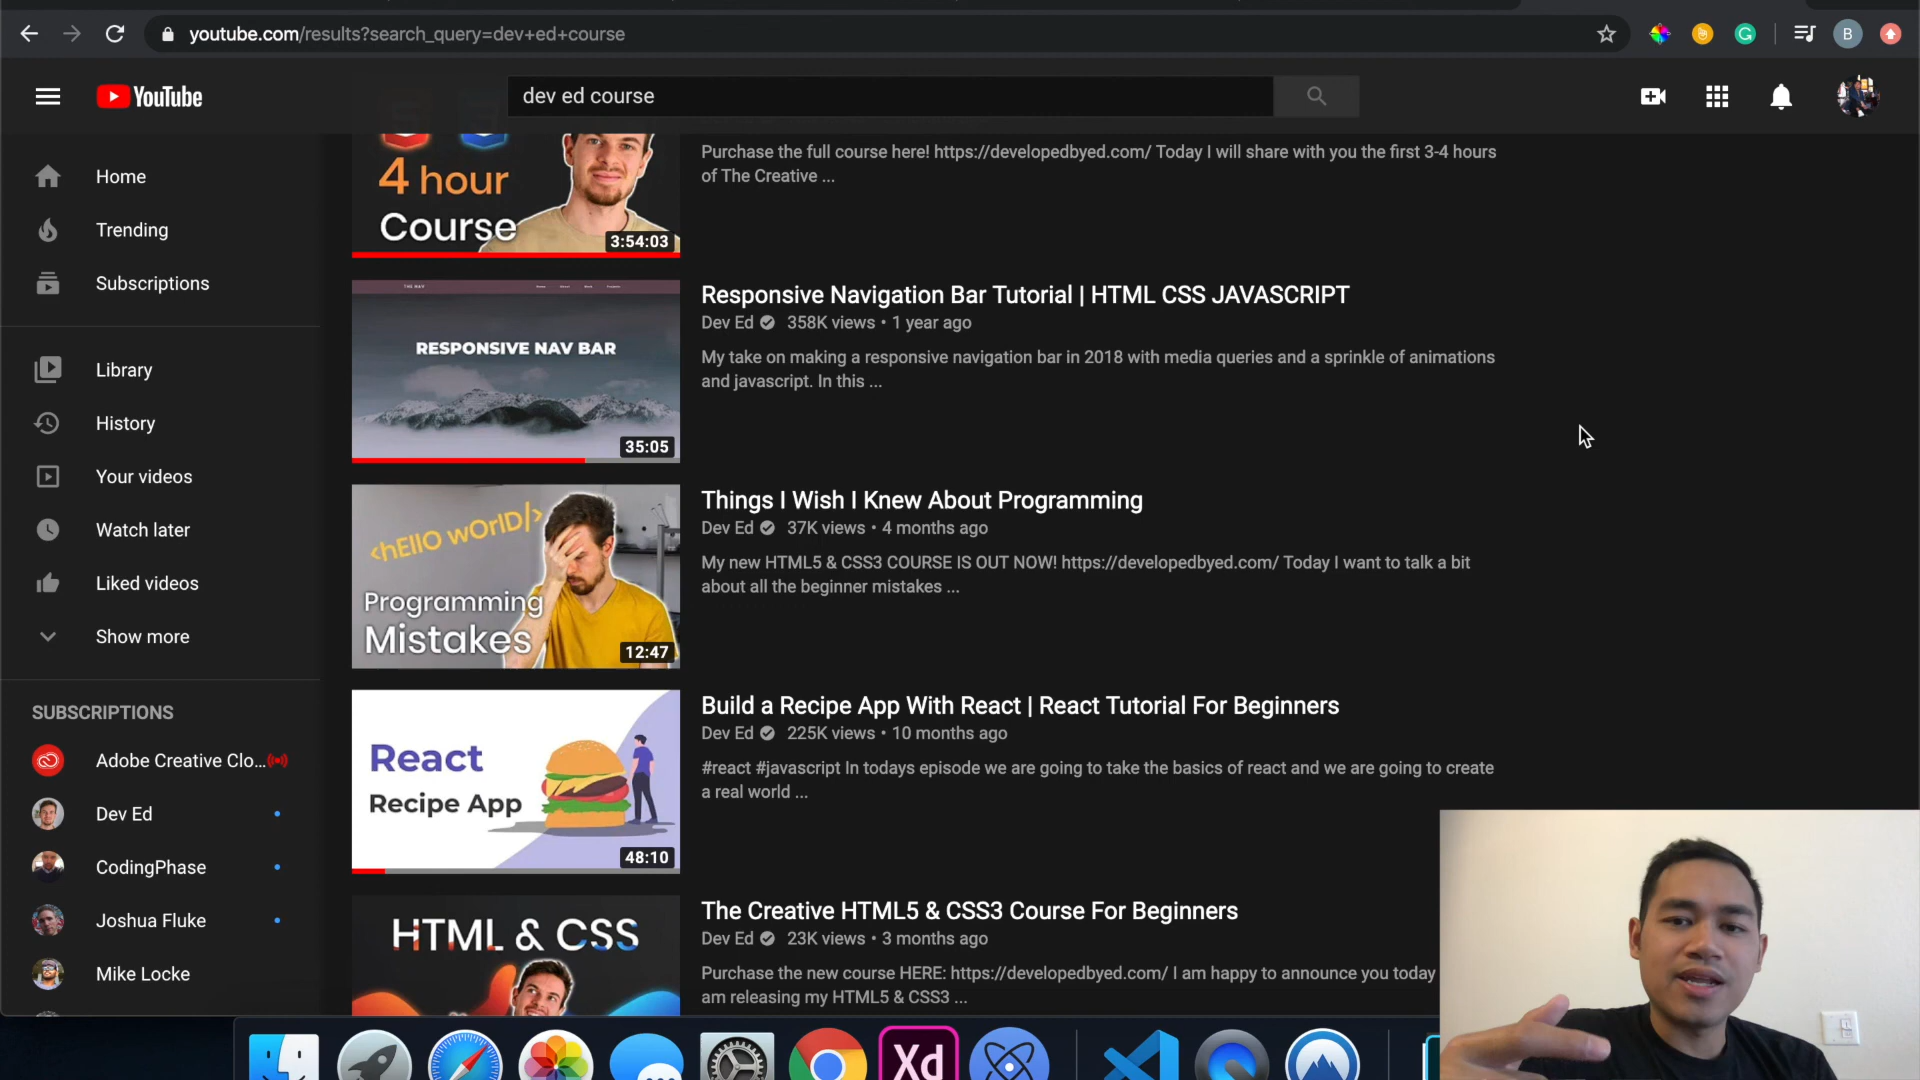 youtube.com/results?search_query=dev+ed+course
B
YouTube
dev ed course
Home
Trending
Subscriptions
Library
History
Your videos
Watch later
Liked videos
Show more
SUBSCRIPTIONS
Adobe Creative Clo...
Dev Ed
CodingPhase
Joshua Fluke
Mike Locke
4 hour
Course
3:54:03
Purchase the full course here! https://developedbyed.com/ Today I will share with you the first 3-4 hours
of The Creative ...
RESPONSIVE NAV BAR
35:05
Responsive Navigation Bar Tutorial | HTML CSS JAVASCRIPT
Dev Ed 358K views • 1 year ago
My take on making a responsive navigation bar in 2018 with media queries and a sprinkle of animations
and javascript. In this ...
<hEllO wOrlD/>
Programming
Mistakes
12:47
Things I Wish I Knew About Programming
Dev Ed 37K views • 4 months ago
My new HTML5 & CSS3 COURSE IS OUT NOW! https://developedbyed.com/ Today I want to talk a bit
about all the beginner mistakes ...
React
Recipe App
48:10
Build a Recipe App With React | React Tutorial For Beginners
Dev Ed 225K views • 10 months ago
#react #javascript In todays episode we are going to take the basics of react and we are going to create
a real world ...
HTML & CSS
The Creative HTML5 & CSS3 Course For Beginners
Dev Ed 23K views • 3 months ago
Purchase the new course HERE: https://developedbyed.com/ I am happy to announce you today
am releasing my HTML5 & CSS3 ...
Xd